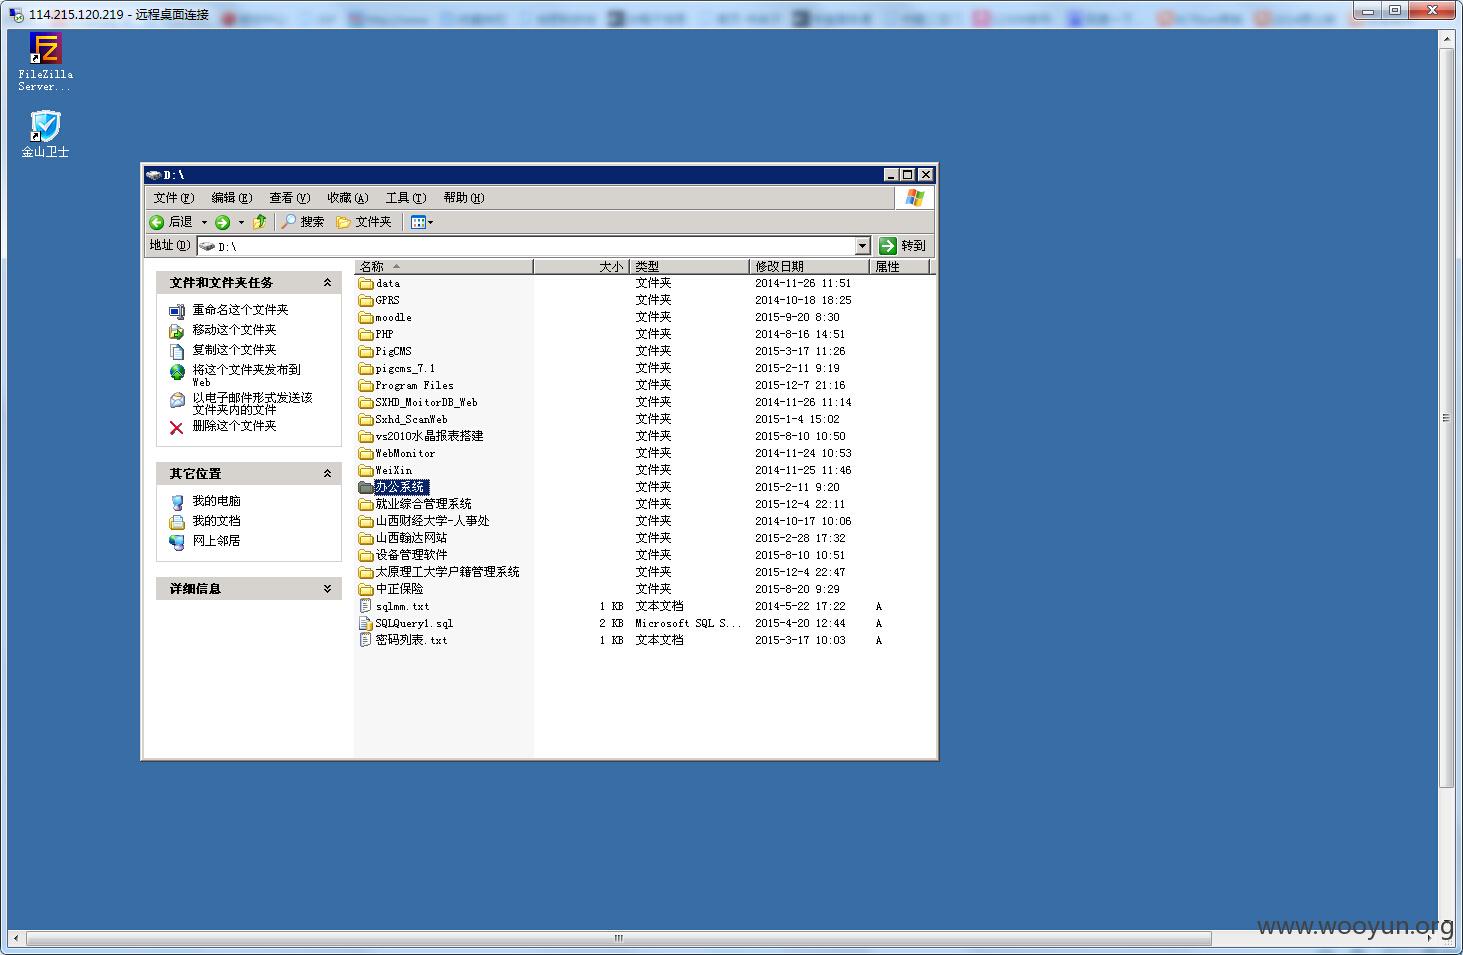 114.215.120.219 - 远程桌面连接
FileZilla
Server...
金山卫士
D:\
文件(F) 编辑(E) 查看(V) 收藏(A) 工具(T) 帮助(H)
后退 搜索 文件夹
地址(D) D:\ 转到
文件和文件夹任务
重命名这个文件夹
移动这个文件夹
复制这个文件夹
将这个文件夹发布到
Web
以电子邮件形式发送该
文件夹内的文件
删除这个文件夹
其它位置
我的电脑
我的文档
网上邻居
详细信息
名称 大小 类型 修改日期 属性
data 文件夹 2014-11-26 11:51
GPRS 文件夹 2014-10-18 18:25
moodle 文件夹 2015-9-20 8:30
PHP 文件夹 2014-8-16 14:51
PigCMS 文件夹 2015-3-17 11:26
pigcms_7.1 文件夹 2015-2-11 9:19
Program Files 文件夹 2015-12-7 21:16
SXHD_MoitorDB_Web 文件夹 2014-11-26 11:14
Sxhd_ScanWeb 文件夹 2015-1-4 15:02
vs2010水晶报表搭建 文件夹 2015-8-10 10:50
WebMonitor 文件夹 2014-11-24 10:53
WeiXin 文件夹 2014-11-25 11:46
办公系统 文件夹 2015-2-11 9:20
就业综合管理系统 文件夹 2015-12-4 22:11
山西财经大学-人事处 文件夹 2014-10-17 10:06
山西翰达网站 文件夹 2015-2-28 17:32
设备管理软件 文件夹 2015-8-10 10:51
太原理工大学户籍管理系统 文件夹 2015-12-4 22:47
中正保险 文件夹 2015-8-20 9:29
sqlmm.txt 1 KB 文本文档 2014-5-22 17:22 A
SQLQuery1.sql 2 KB Microsoft SQL S... 2015-4-20 12:44 A
密码列表.txt 1 KB 文本文档 2015-3-17 10:03 A
www.wooyun.org